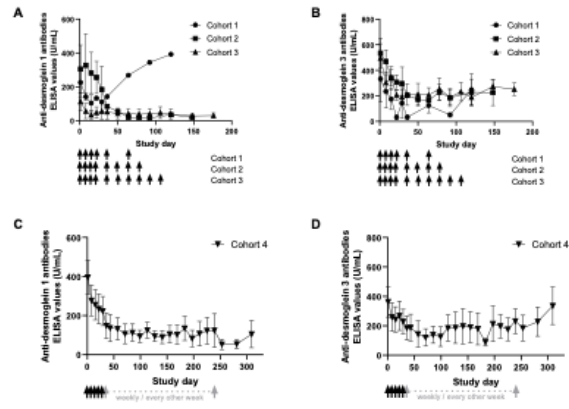 A
Anti-desmoglein 1 antibodies
ELISA values (U/mL)
600
400
200
0
0 50 100 150 200
Study day
Cohort 1
Cohort 2
Cohort 3
Cohort 1
Cohort 2
Cohort 3
B
Anti-desmoglein 3 antibodies
ELISA values (U/mL)
800
600
400
200
0
0 50 100 150 200
Study day
Cohort 1
Cohort 2
Cohort 3
Cohort 1
Cohort 2
Cohort 3
C
Anti-desmoglein 1 antibodies
ELISA values (U/mL)
600
400
200
0
0 50 100 150 200 250 300
Study day
Cohort 4
weekly / every other week
D
Anti-desmoglein 3 antibodies
ELISA values (U/mL)
800
600
400
200
0
0 50 100 150 200 250 300
Study day
Cohort 4
weekly / every other week